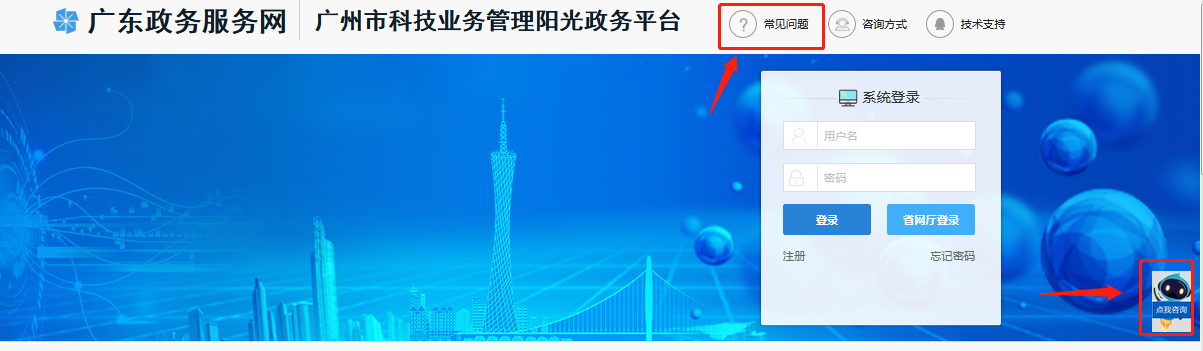 广东政务服务网 广州市科技业务管理阳光政务平台 常见问题 咨询方式 技术支持
系统登录
用户名
密码
登录 省网厅登录
注册 忘记密码
点我咨询